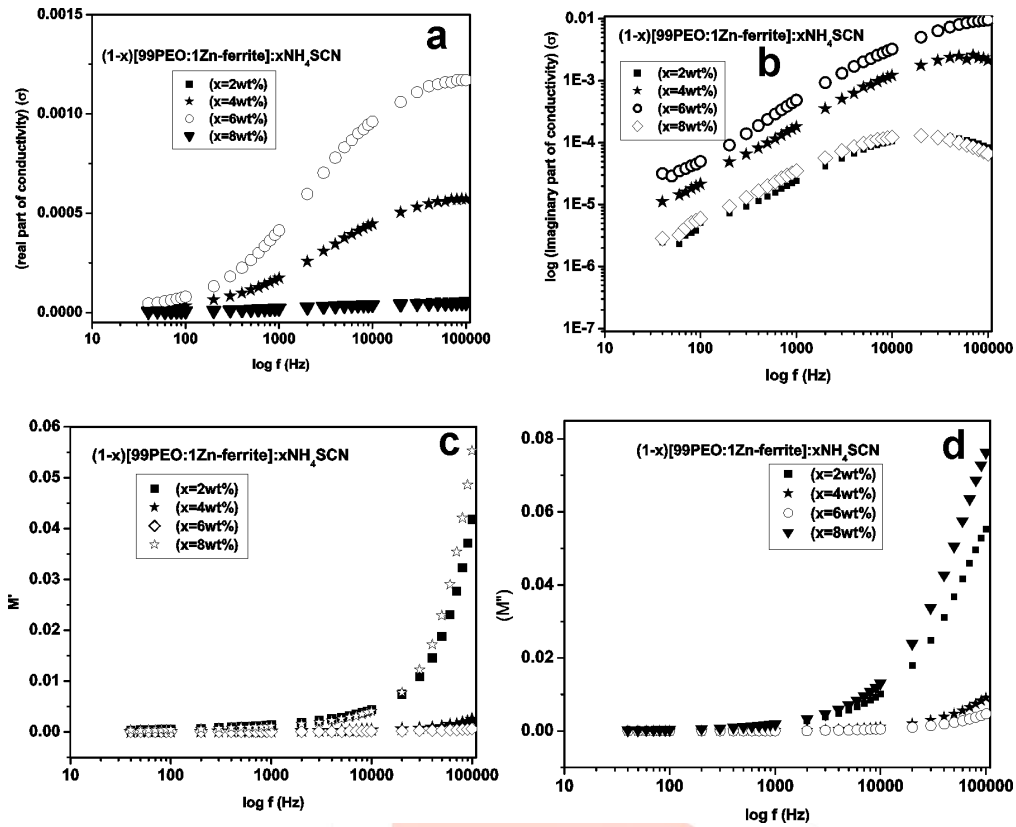 a
(1-x)[99PEO:1Zn-ferrite]:xNH4SCN
(x=2wt%)
(x=4wt%)
(x=6wt%)
(x=8wt%)
(real part of conductivity) (σ)
0.0015
0.0010
0.0005
0.0000
10
100
1000
10000
100000
log f (Hz)
b
(1-x)[99PEO:1Zn-ferrite]:xNH4SCN
(x=2wt%)
(x=4wt%)
(x=6wt%)
(x=8wt%)
log (Imaginary part of conductivity) (σ)
0.01
1E-3
1E-4
1E-5
1E-6
1E-7
10
100
1000
10000
100000
log f (Hz)
c
(1-x)[99PEO:1Zn-ferrite]:xNH4SCN
(x=2wt%)
(x=4wt%)
(x=6wt%)
(x=8wt%)
M'
0.06
0.05
0.04
0.03
0.02
0.01
0.00
10
100
1000
10000
100000
log f (Hz)
d
(1-x)[99PEO:1Zn-ferrite]:xNH4SCN
(x=2wt%)
(x=4wt%)
(x=6wt%)
(x=8wt%)
(M'')
0.08
0.06
0.04
0.02
0.00
10
100
1000
10000
100000
log f (Hz)